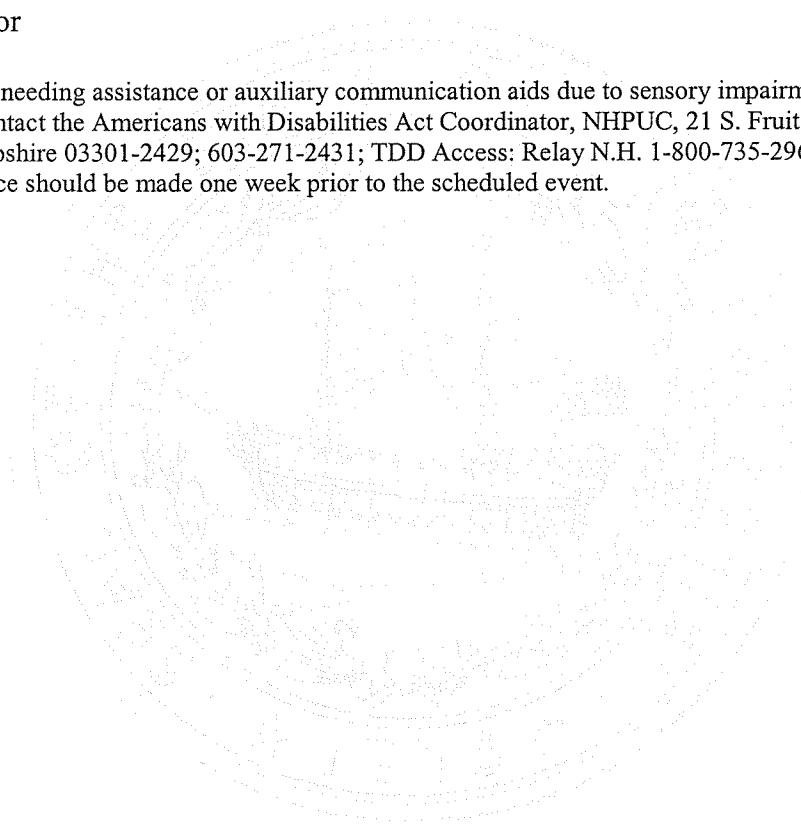 or
needing assistance or auxiliary communication aids due to sensory impairm
ntact the Americans with Disabilities Act Coordinator, NHPUC, 21 S. Fruit
pshire 03301-2429; 603-271-2431; TDD Access: Relay N.H. 1-800-735-296
ce should be made one week prior to the scheduled event.